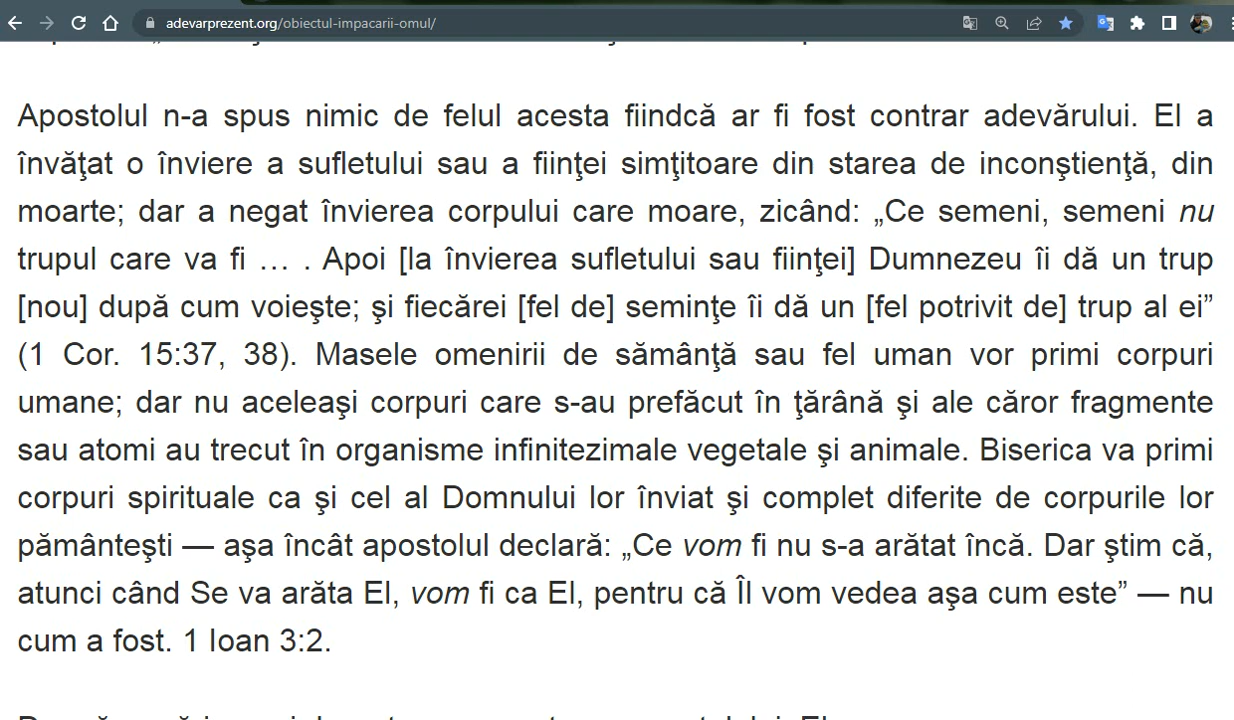 adevarprezent.org/obiectul-impacarii-omul/
Apostolul n-a spus nimic de felul acesta fiindcă ar fi fost contrar adevărului. El a
învăţat o înviere a sufletului sau a fiinţei simţitoare din starea de inconştienţă, din
moarte; dar a negat învierea corpului care moare, zicând: „Ce semeni, semeni nu
trupul care va fi … . Apoi [la învierea sufletului sau fiinţei] Dumnezeu îi dă un trup
[nou] după cum voieşte; şi fiecărei [fel de] seminţe îi dă un [fel potrivit de] trup al ei”
(1 Cor. 15:37, 38). Masele omenirii de sămânţă sau fel uman vor primi corpuri
umane; dar nu aceleaşi corpuri care s-au prefăcut în ţărână şi ale căror fragmente
sau atomi au trecut în organisme infinitezimale vegetale şi animale. Biserica va primi
corpuri spirituale ca şi cel al Domnului lor înviat şi complet diferite de corpurile lor
pământeşti — aşa încât apostolul declară: „Ce vom fi nu s-a arătat încă. Dar ştim că,
atunci când Se va arăta El, vom fi ca El, pentru că Îl vom vedea aşa cum este” — nu
cum a fost. 1 Ioan 3:2.